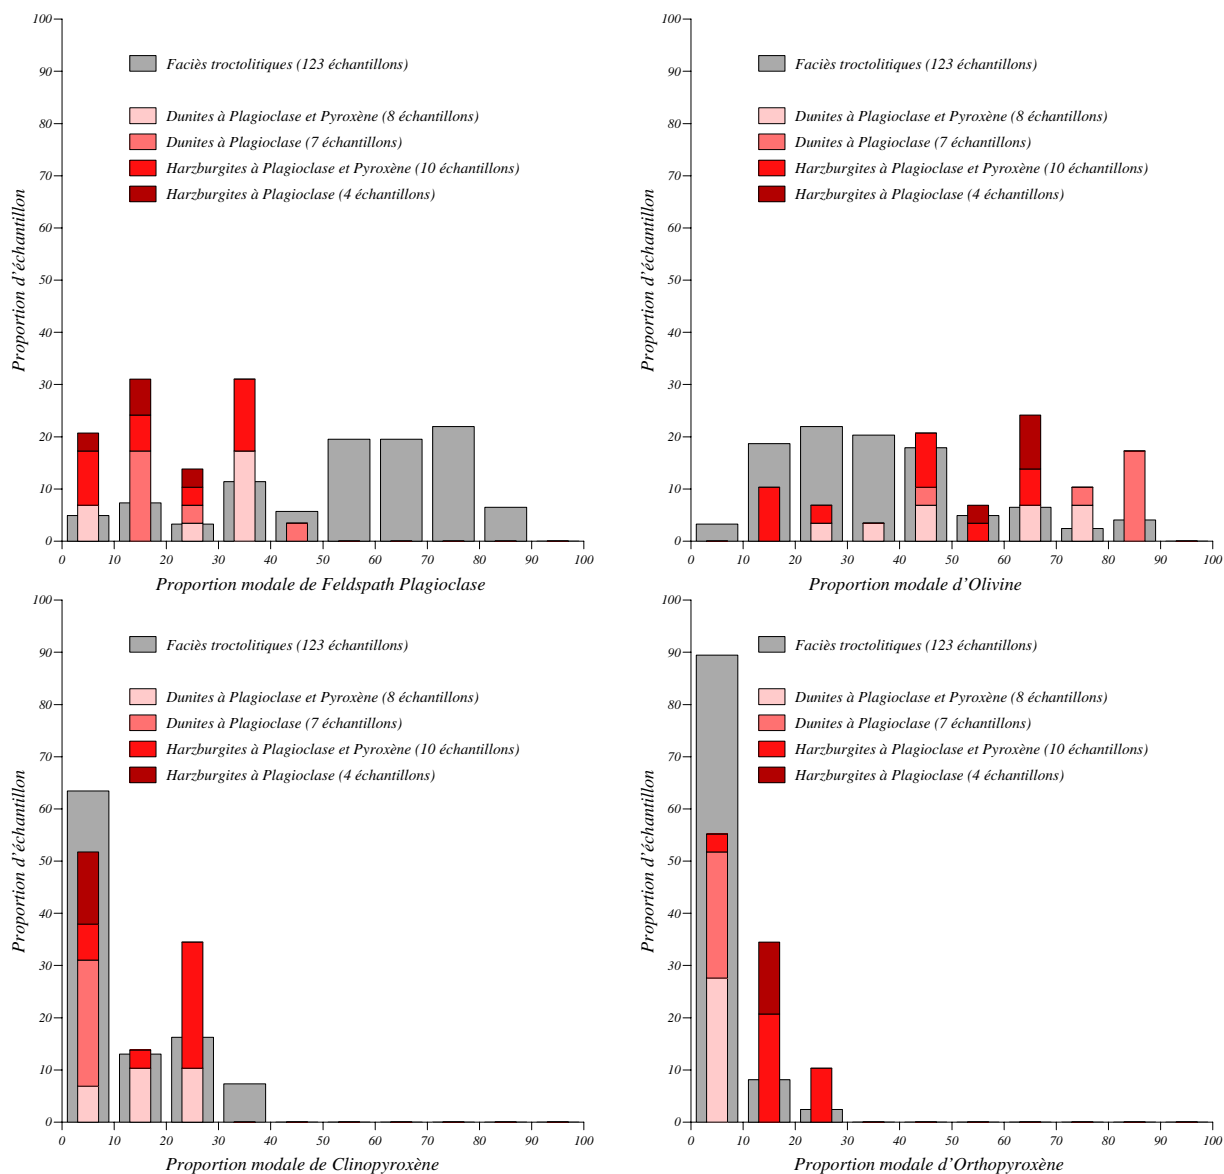 100
90
80
70
60
50
40
30
20
10
0
Proportion d'échantillon
Faciès troctolitiques (123 échantillons)
Dunites à Plagioclase et Pyroxène (8 échantillons)
Dunites à Plagioclase (7 échantillons)
Harzburgites à Plagioclase et Pyroxène (10 échantillons)
Harzburgites à Plagioclase (4 échantillons)
0 10 20 30 40 50 60 70 80 90 100
Proportion modale de Feldspath Plagioclase
100
90
80
70
60
50
40
30
20
10
0
Proportion d'échantillon
Faciès troctolitiques (123 échantillons)
Dunites à Plagioclase et Pyroxène (8 échantillons)
Dunites à Plagioclase (7 échantillons)
Harzburgites à Plagioclase et Pyroxène (10 échantillons)
Harzburgites à Plagioclase (4 échantillons)
0 10 20 30 40 50 60 70 80 90 100
Proportion modale d'Olivine
100
90
80
70
60
50
40
30
20
10
0
Proportion d'échantillon
Faciès troctolitiques (123 échantillons)
Dunites à Plagioclase et Pyroxène (8 échantillons)
Dunites à Plagioclase (7 échantillons)
Harzburgites à Plagioclase et Pyroxène (10 échantillons)
Harzburgites à Plagioclase (4 échantillons)
0 10 20 30 40 50 60 70 80 90 100
Proportion modale de Clinopyroxène
100
90
80
70
60
50
40
30
20
10
0
Proportion d'échantillon
Faciès troctolitiques (123 échantillons)
Dunites à Plagioclase et Pyroxène (8 échantillons)
Dunites à Plagioclase (7 échantillons)
Harzburgites à Plagioclase et Pyroxène (10 échantillons)
Harzburgites à Plagioclase (4 échantillons)
0 10 20 30 40 50 60 70 80 90 100
Proportion modale d'Orthopyroxène